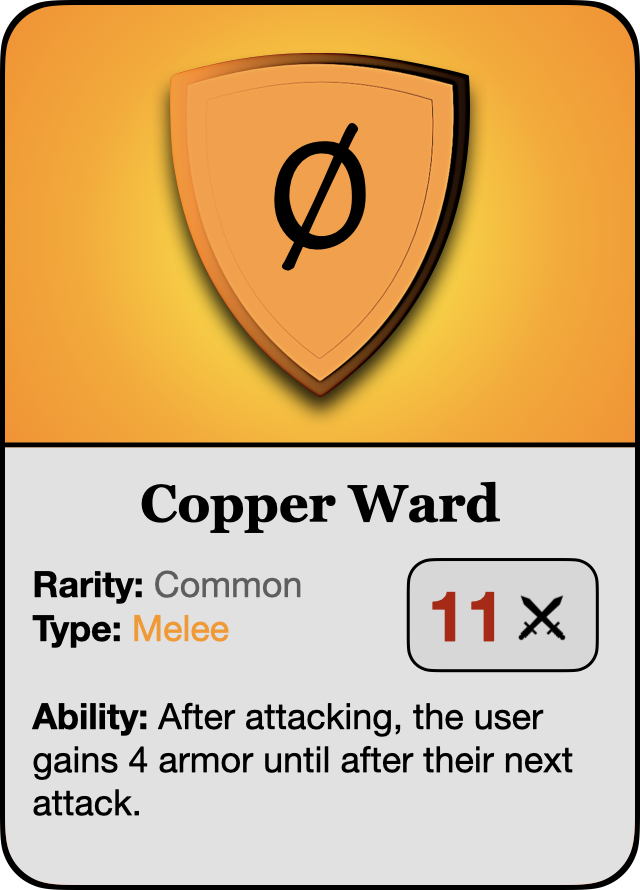 Ø
Copper Ward
Rarity: Common
Type: Melee
11
Ability: After attacking, the user
gains 4 armor until after their next
attack.